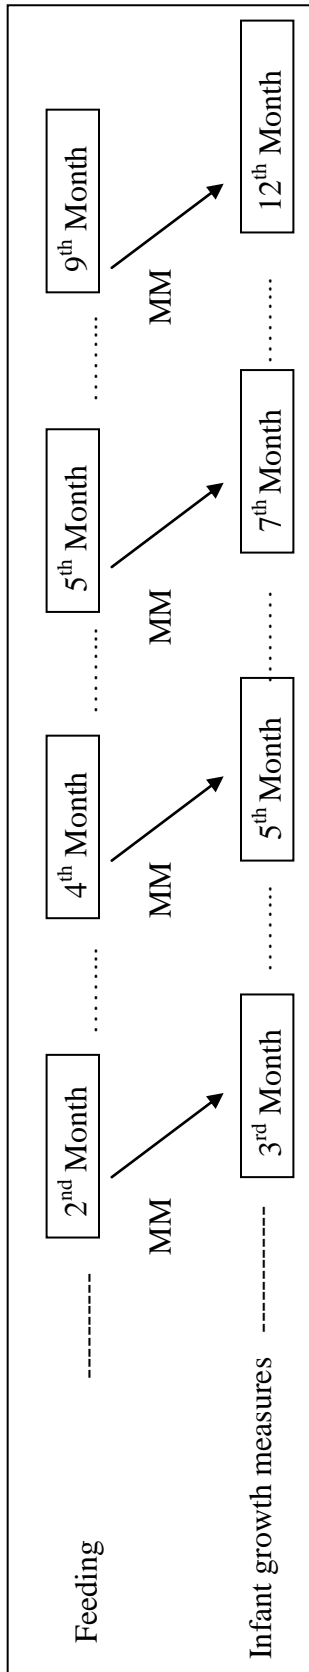 Feeding ---------- 2nd Month ......... 4th Month ......... 5th Month ......... 9th Month
MM MM MM MM
Infant growth measures ----------- 3rd Month ......... 5th Month .......... 7th Month ......... 12th Month